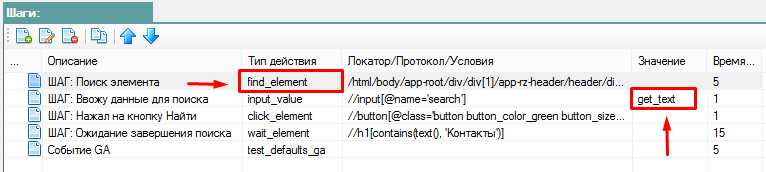 Шаги:
... Описание Тип действия Локатор/Протокол/Условия Значение Время...
ШАГ: Поиск элемента find_element /html/body/app-root/div/div[1]/app-rz-header/header/di... 5
ШАГ: Ввожу данные для поиска input_value //input[@name='search'] get_text 1
ШАГ: Нажал на кнопку Найти click_element //button[@class='button button_color_green button_size... 1
ШАГ: Ожидание завершения поиска wait_element //h1[contains(text(), 'Контакты')] 15
Событие GA test_defaults_ga 5